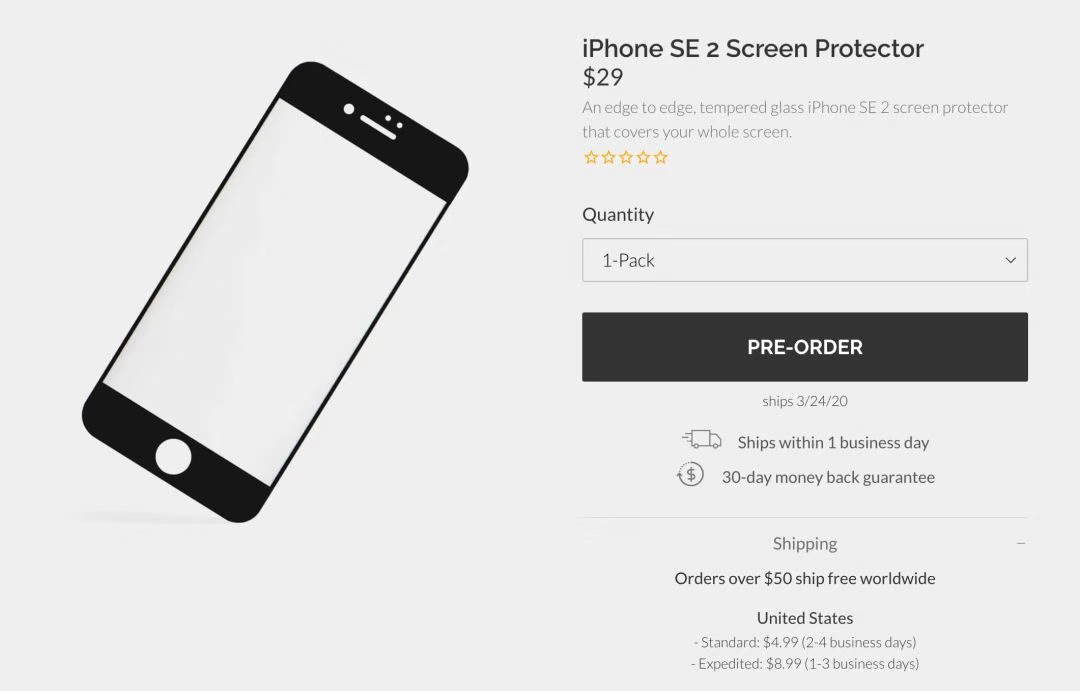 iPhone SE 2 Screen Protector
$29
An edge to edge, tempered glass iPhone SE 2 screen protector
that covers your whole screen.
Quantity
1-Pack
PRE-ORDER
ships 3/24/20
Ships within 1 business day
$
30-day money back guarantee
Shipping
Orders over $50 ship free worldwide
United States
- Standard: $4.99 (2-4 business days)
- Expedited: $8.99 (1-3 business days)